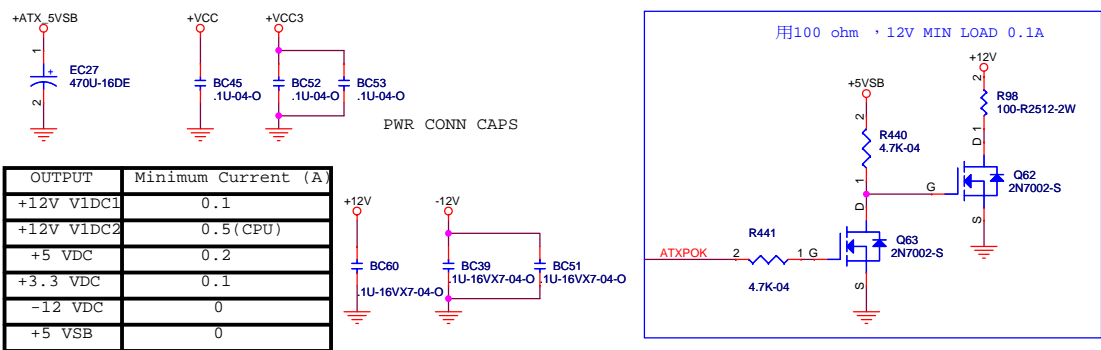 +ATX_5VSB
1
+
EC27
470U-16DE
2
+VCC
BC45
.1U-04-O
+VCC3
BC52
.1U-04-O
BC53
.1U-04-O
PWR CONN CAPS
OUTPUT Minimum Current (A)
+12V V1DC1 0.1
+12V V1DC2 0.5(CPU)
+5 VDC 0.2
+3.3 VDC 0.1
-12 VDC 0
+5 VSB 0
+12V
BC60
.1U-16VX7-04-O
-12V
BC39
.1U-16VX7-04-O
BC51
.1U-16VX7-04-O
用100 ohm ,12V MIN LOAD 0.1A
+12V
2
R98
100-R2512-2W
1
D
+5VSB
2
R440
4.7K-04
1
G
Q62
2N7002-S
S
D
Q63
2N7002-S
S
ATXPOK
2
R441
1
G
4.7K-04